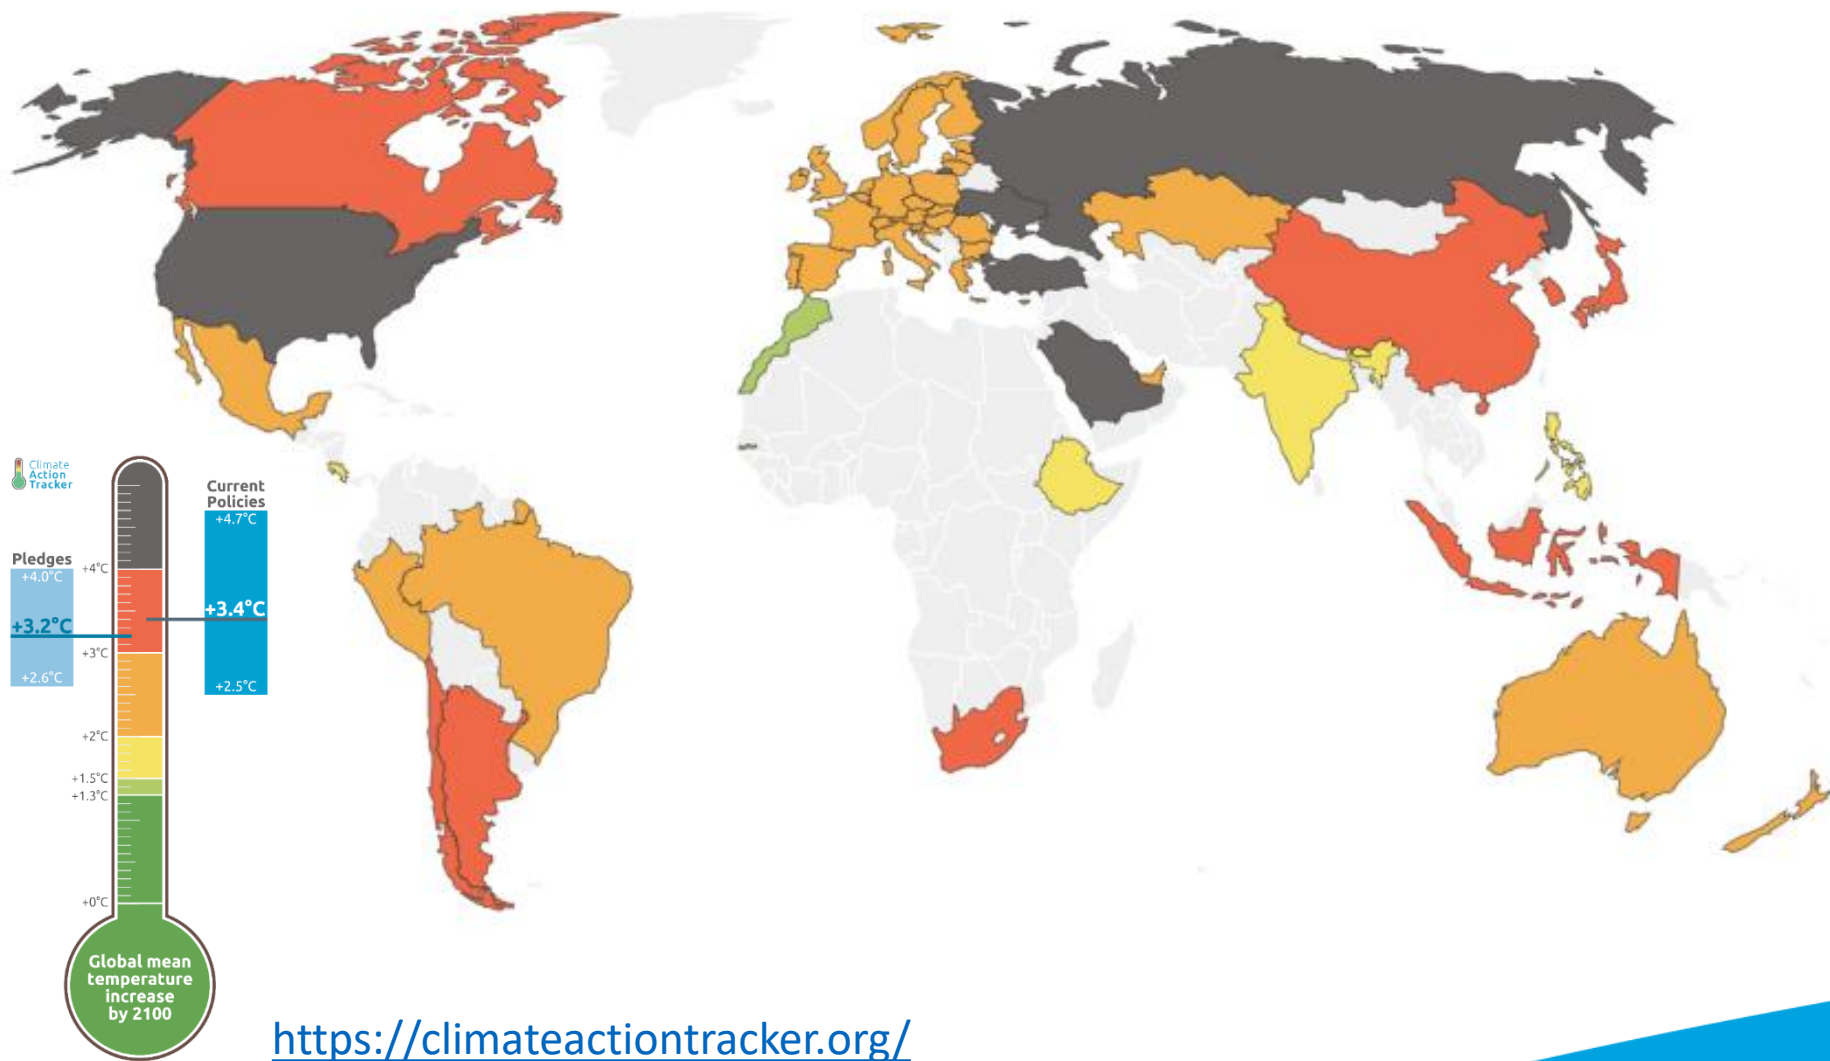 Climate
Action
Tracker
Current
Policies
+4.7°C
Pledges
+4.0°C
+4°C
+3.4°C
+3.2°C
+3°C
+2.6°C
+2.5°C
+2°C
+1.5°C
+1.3°C
+0°C
Global mean
temperature
increase
by 2100
https://climateactiontracker.org/